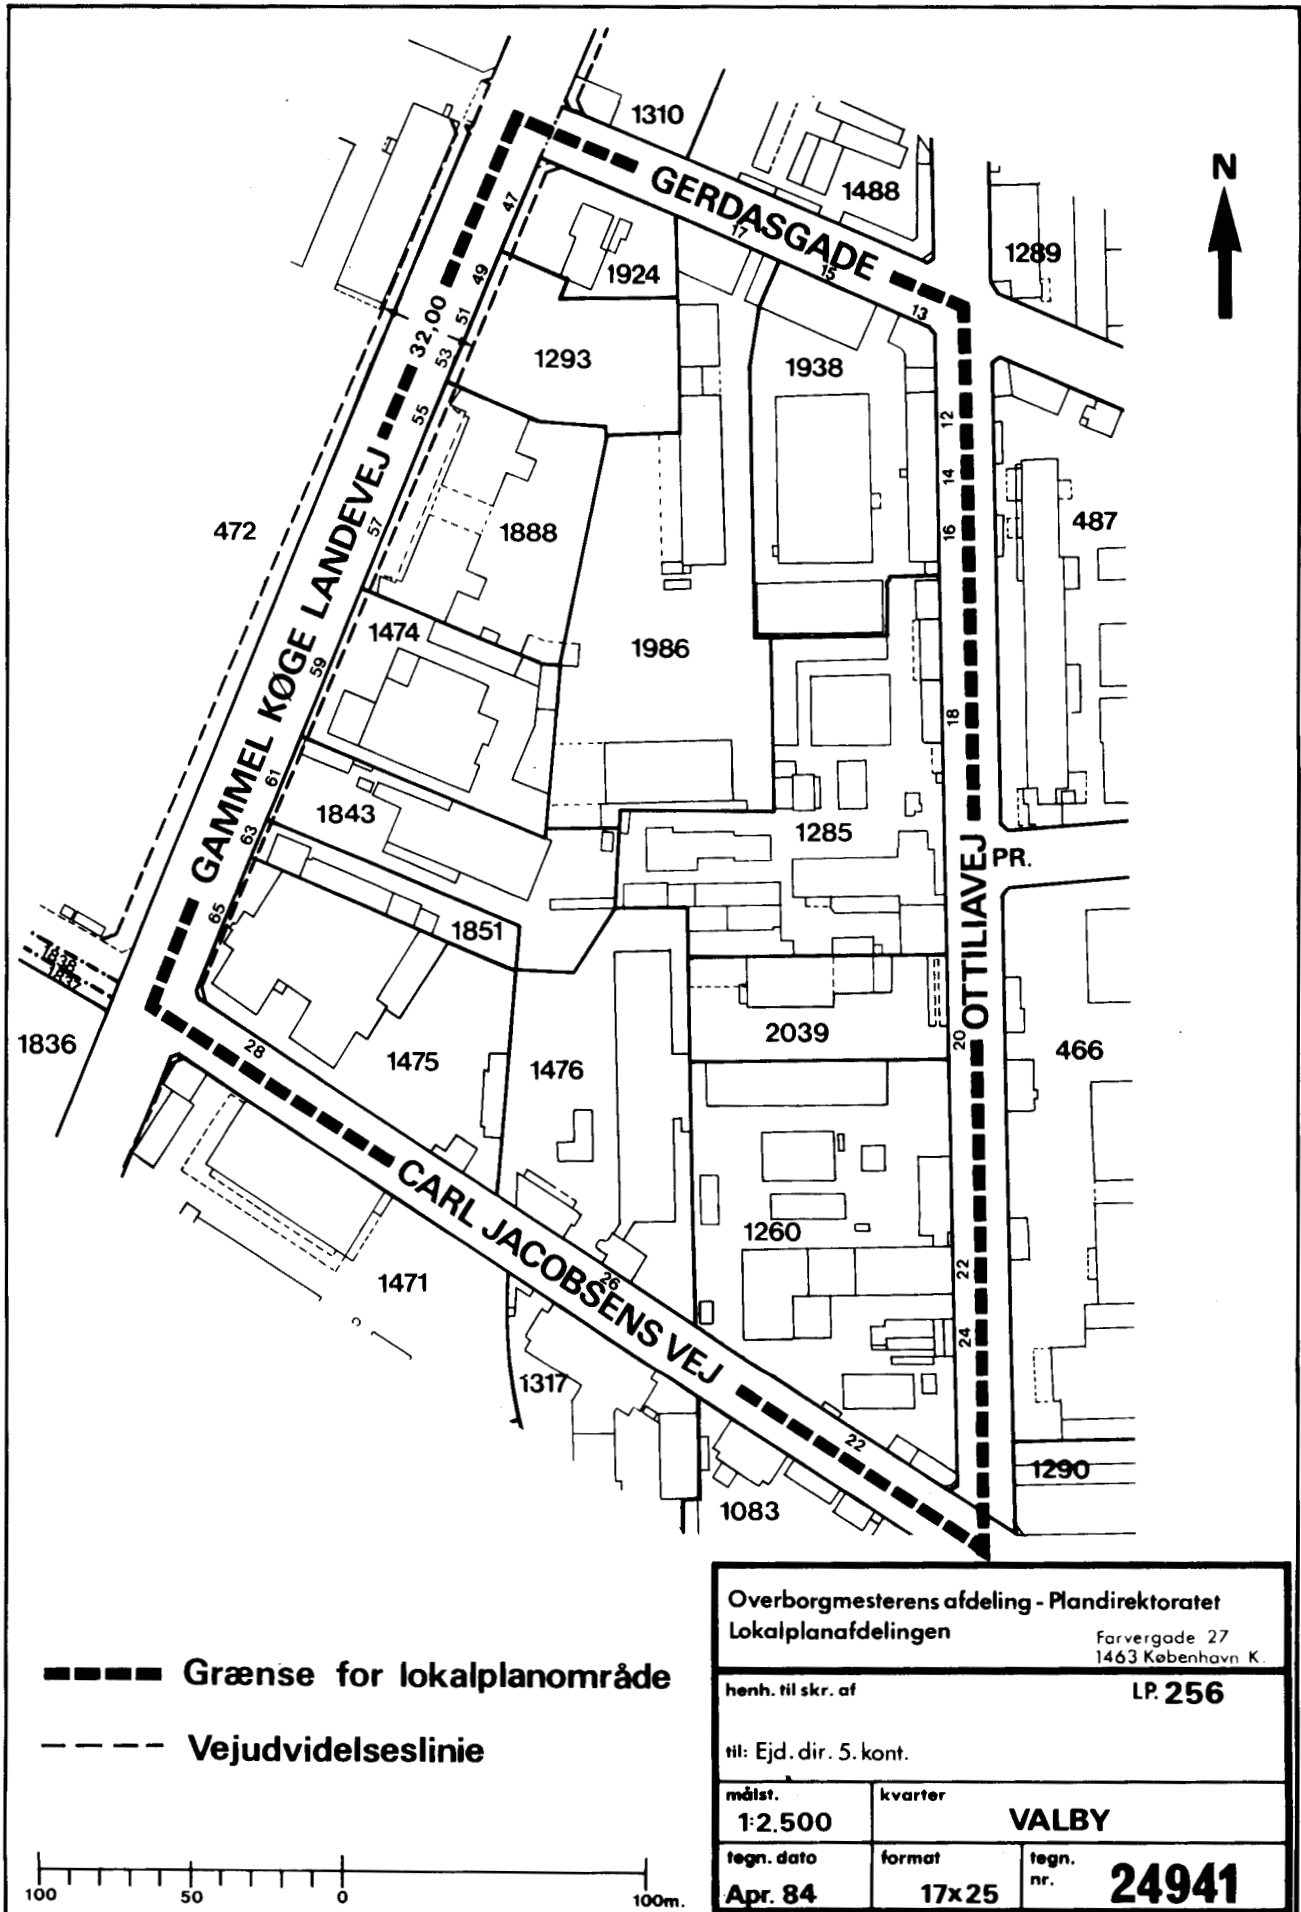 1310
GERDASGADE
1488
N
1289
47
17
15
13
1924
49
51
53
32,00
1293
1938
55
12
14
16
472
57
1888
487
GAMMEL KØGE LANDEVEJ
1474
59
1986
18
61
1843
63
1285
PR.
65
1851
OTTILIAVEJ
1838
1837
1836
28
1475
1476
2039
20
466
CARL JACOBSENS VEJ
1260
26
22
1471
24
1317
22
1290
1083
Grænse for lokalplanområde
Vejudvidelseslinie
100 50 0 100m.
Overborgmesterens afdeling - Plandirektoratet
Lokalplanafdelingen
Farvergade 27
1463 København K.
henh. til skr. af
LP. 256
til: Ejd. dir. 5. kont.
målst.
1:2.500
kvarter
VALBY
tegn. dato
Apr. 84
format
17x25
tegn.
nr.
24941